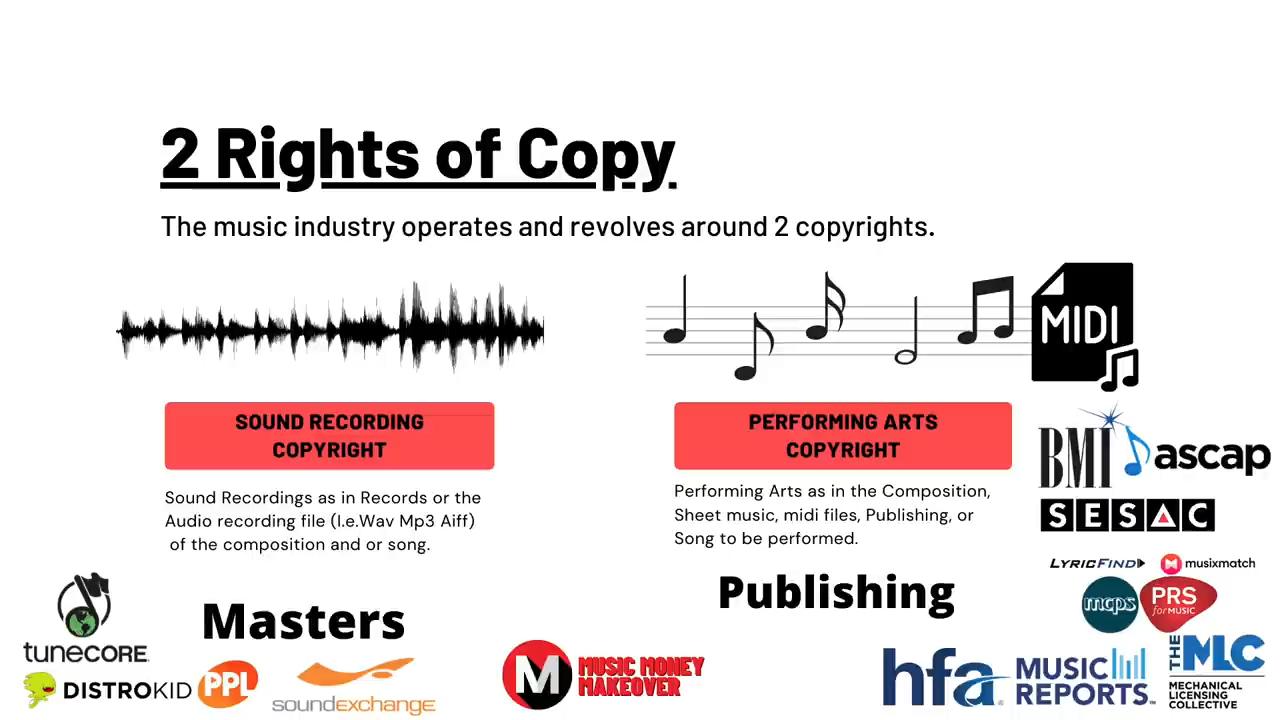 2 Rights of Copy
The music industry operates and revolves around 2 copyrights.
MIDI
SOUND RECORDING
COPYRIGHT
Sound Recordings as in Records or the
Audio recording file (I.e.Wav Mp3 Aiff)
of the composition and or song.
Masters
tunecore
DISTROKID
PPL
soundexchange
PERFORMING ARTS
COPYRIGHT
Performing Arts as in the Composition,
Sheet music, midi files, Publishing, or
Song to be performed.
Publishing
BMI
ascap
SESAC
LYRICFIND
musixmatch
mcps
PRS
for MUSIC
M
MUSIC MONEY
MAKEOVER
hfa
MUSIC
REPORTS
THE MLC
MECHANICAL
LICENSING
COLLECTIVE